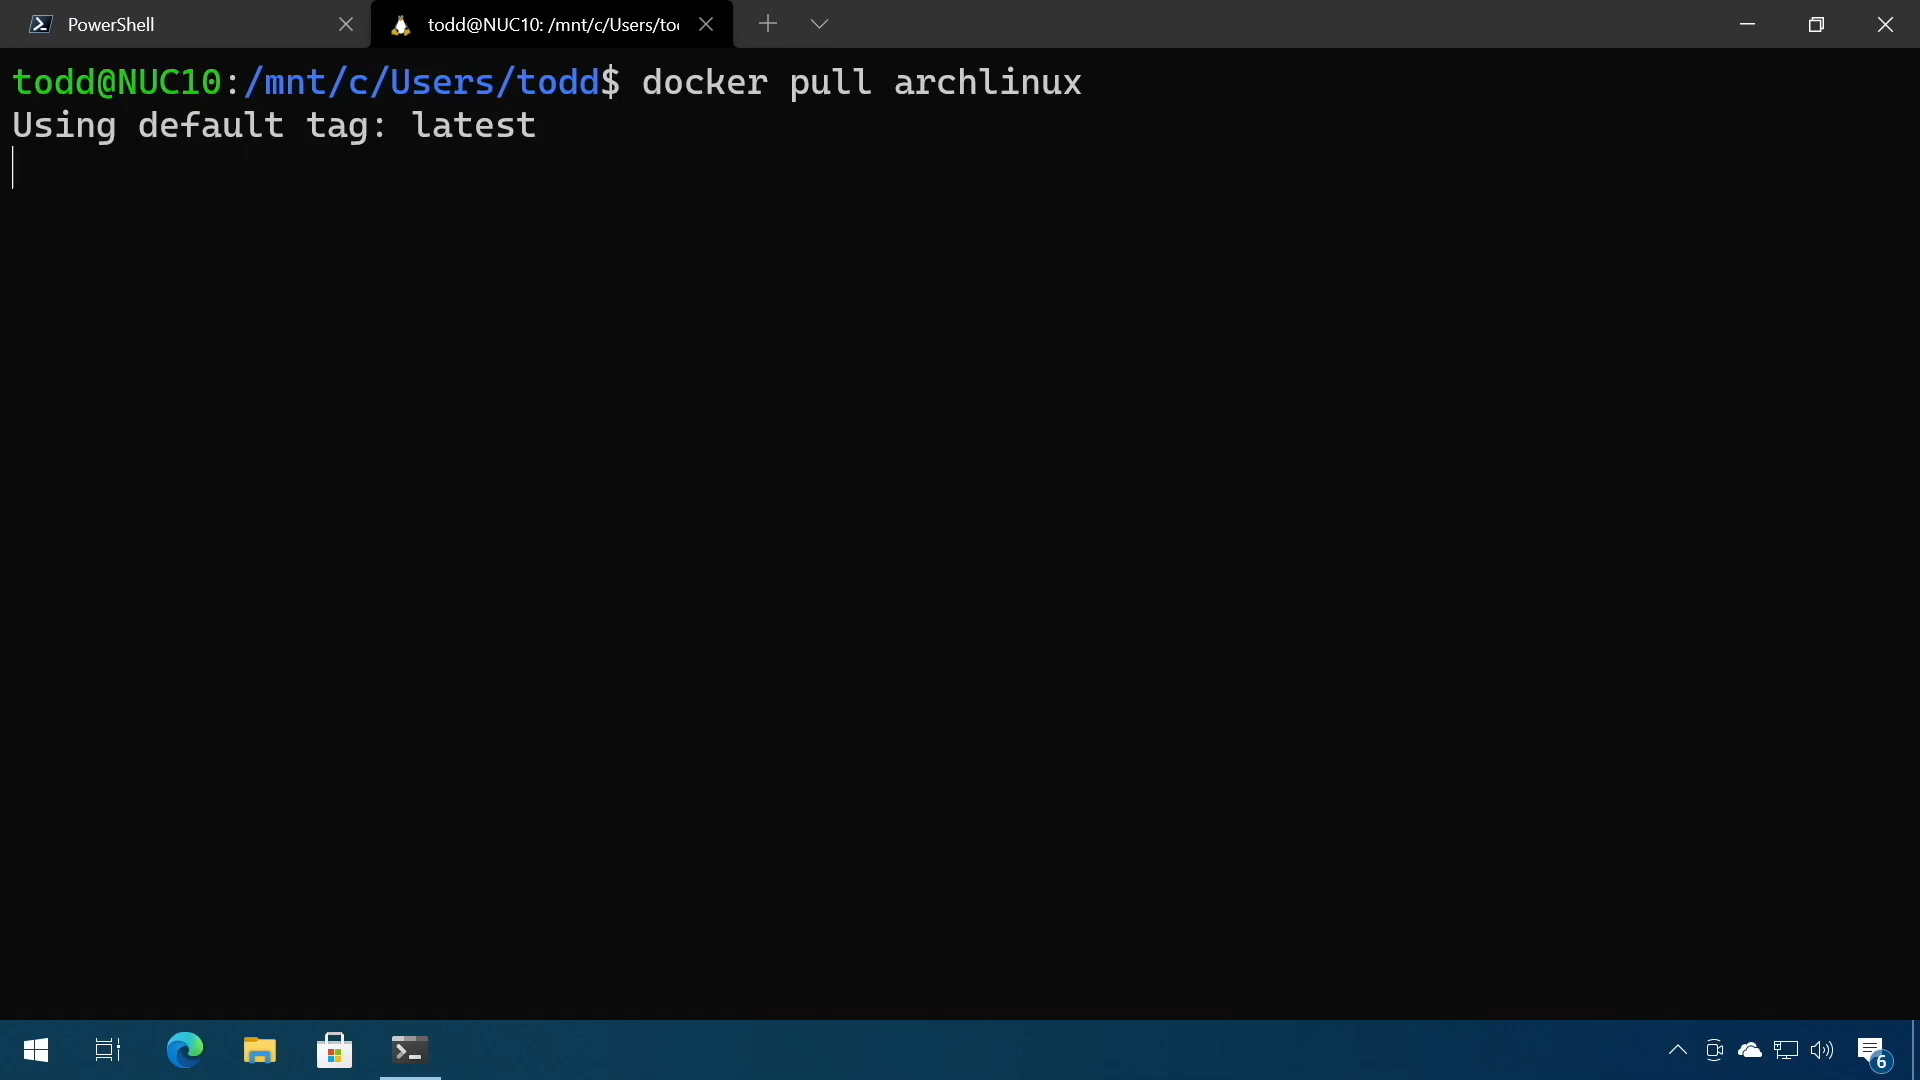 PowerShell
todd@NUC10: /mnt/c/Users/to
todd@NUC10:/mnt/c/Users/todd$ docker pull archlinux
Using default tag: latest
6